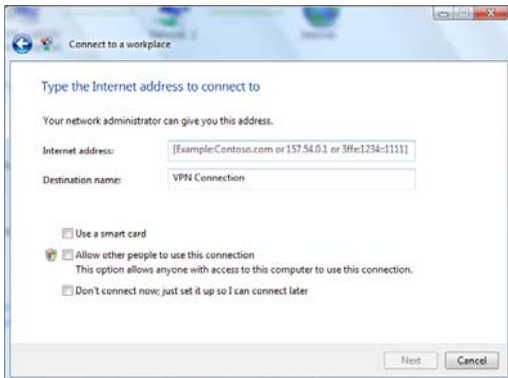 Connect to a workplace
Type the Internet address to connect to
Your network administrator can give you this address.
Internet address:
[Example:Contoso.com or 157.54.0.1 or 3ffe:1234::1111]
Destination name:
VPN Connection
Use a smart card
Allow other people to use this connection
This option allows anyone with access to this computer to use this connection.
Don't connect now; just set it up so I can connect later
Next
Cancel